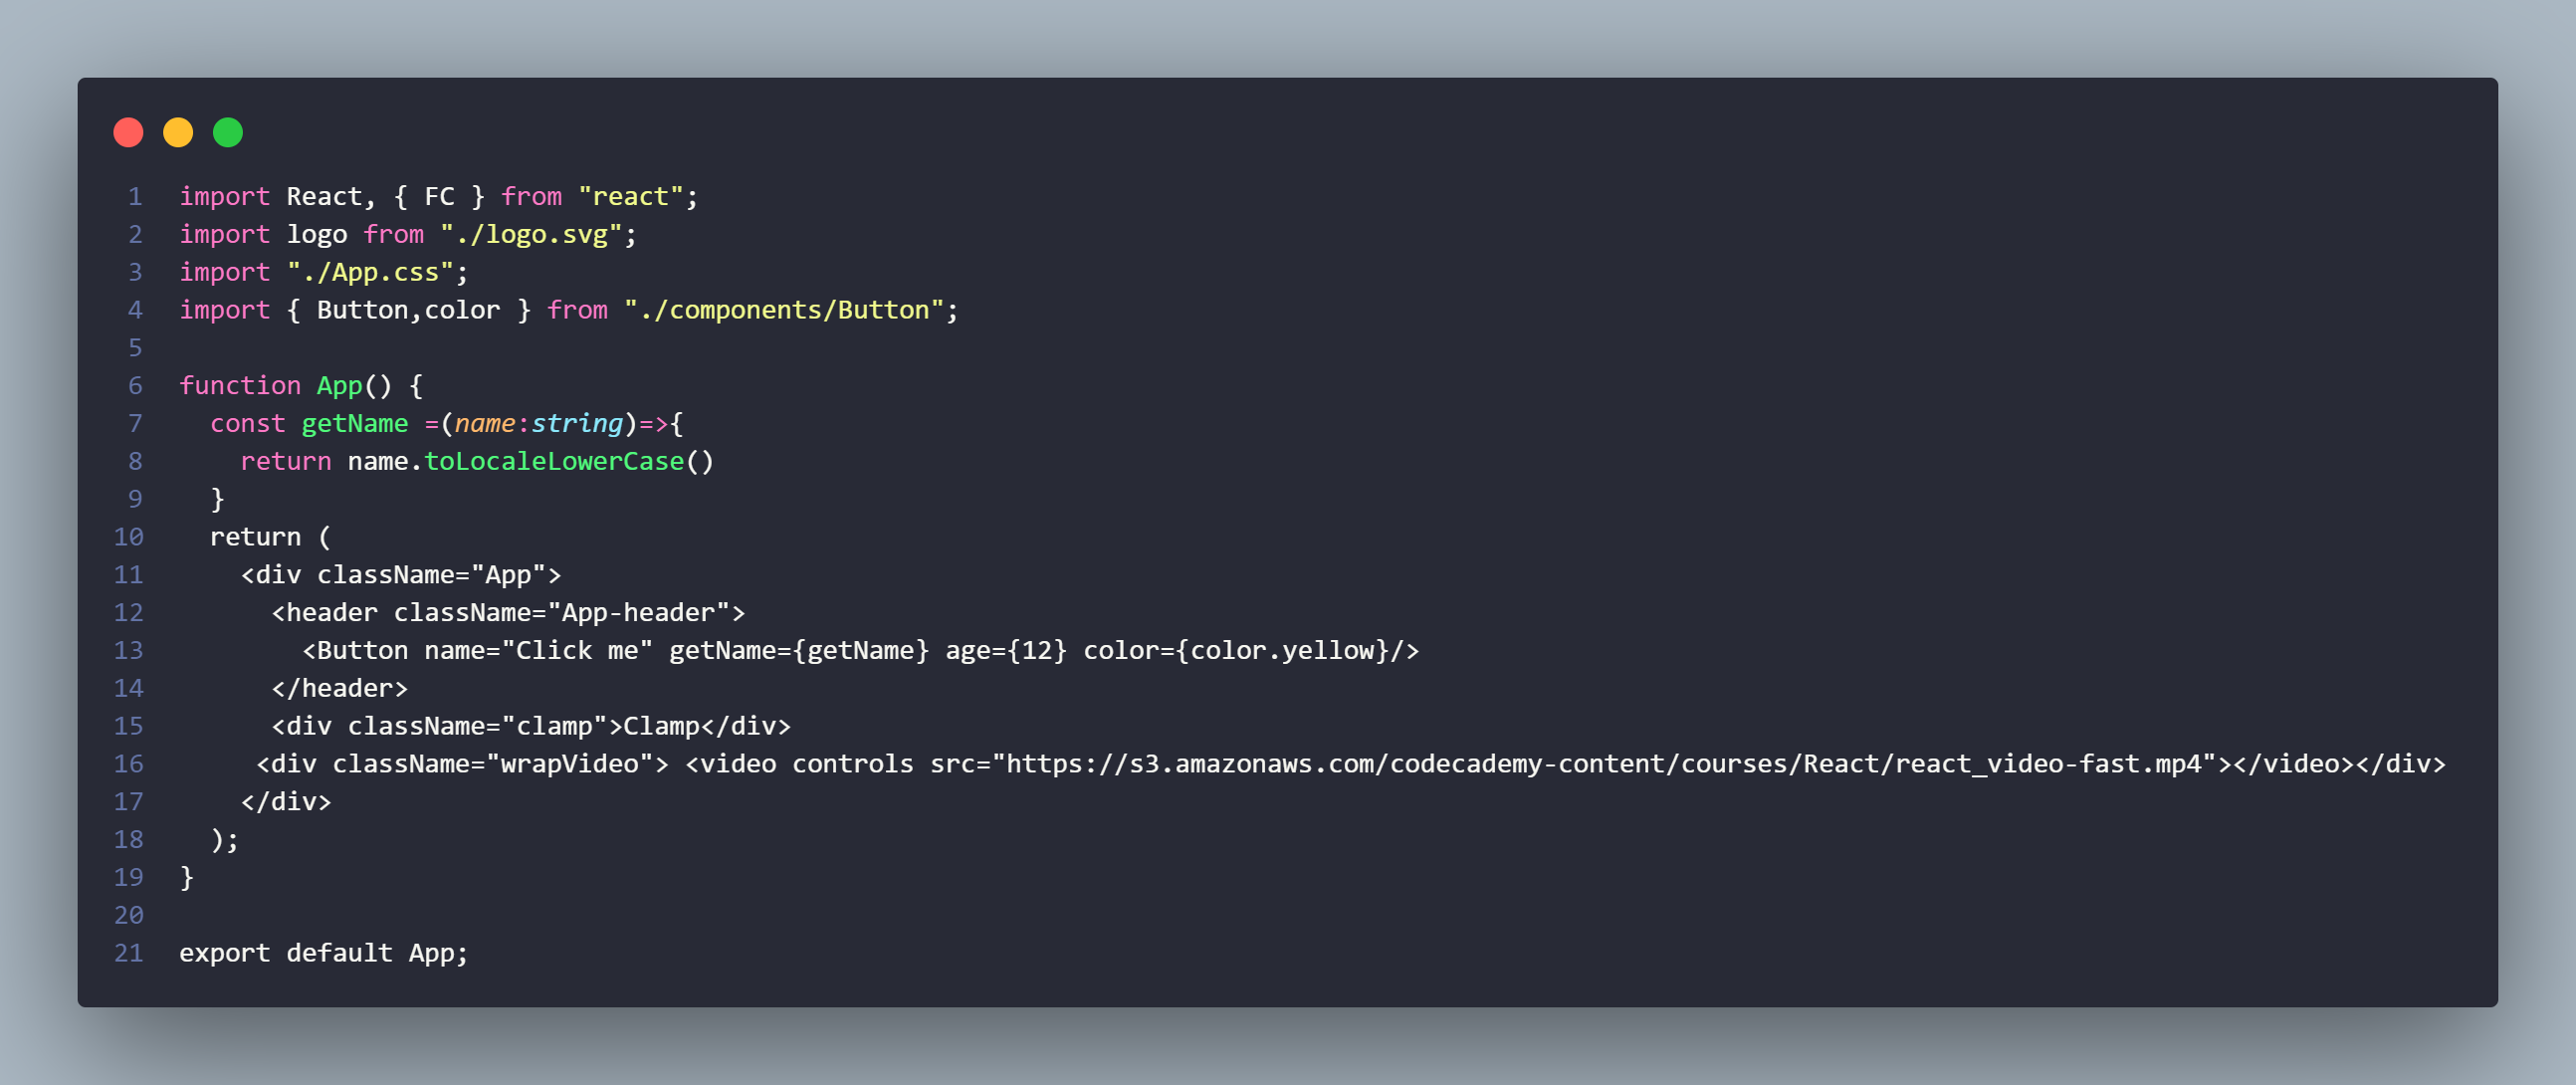 1 import React, { FC } from "react";
2 import logo from "./logo.svg";
3 import "./App.css";
4 import { Button,color } from "./components/Button";
5
6 function App() {
7   const getName =(name:string)=>{
8     return name.toLocaleLowerCase()
9   }
10   return (
11     <div className="App">
12       <header className="App-header">
13         <Button name="Click me" getName={getName} age={12} color={color.yellow}/>
14       </header>
15       <div className="clamp">Clamp</div>
16      <div className="wrapVideo"> <video controls src="https://s3.amazonaws.com/codecademy-content/courses/React/react_video-fast.mp4"></video></div>
17     </div>
18   );
19 }
20
21 export default App;